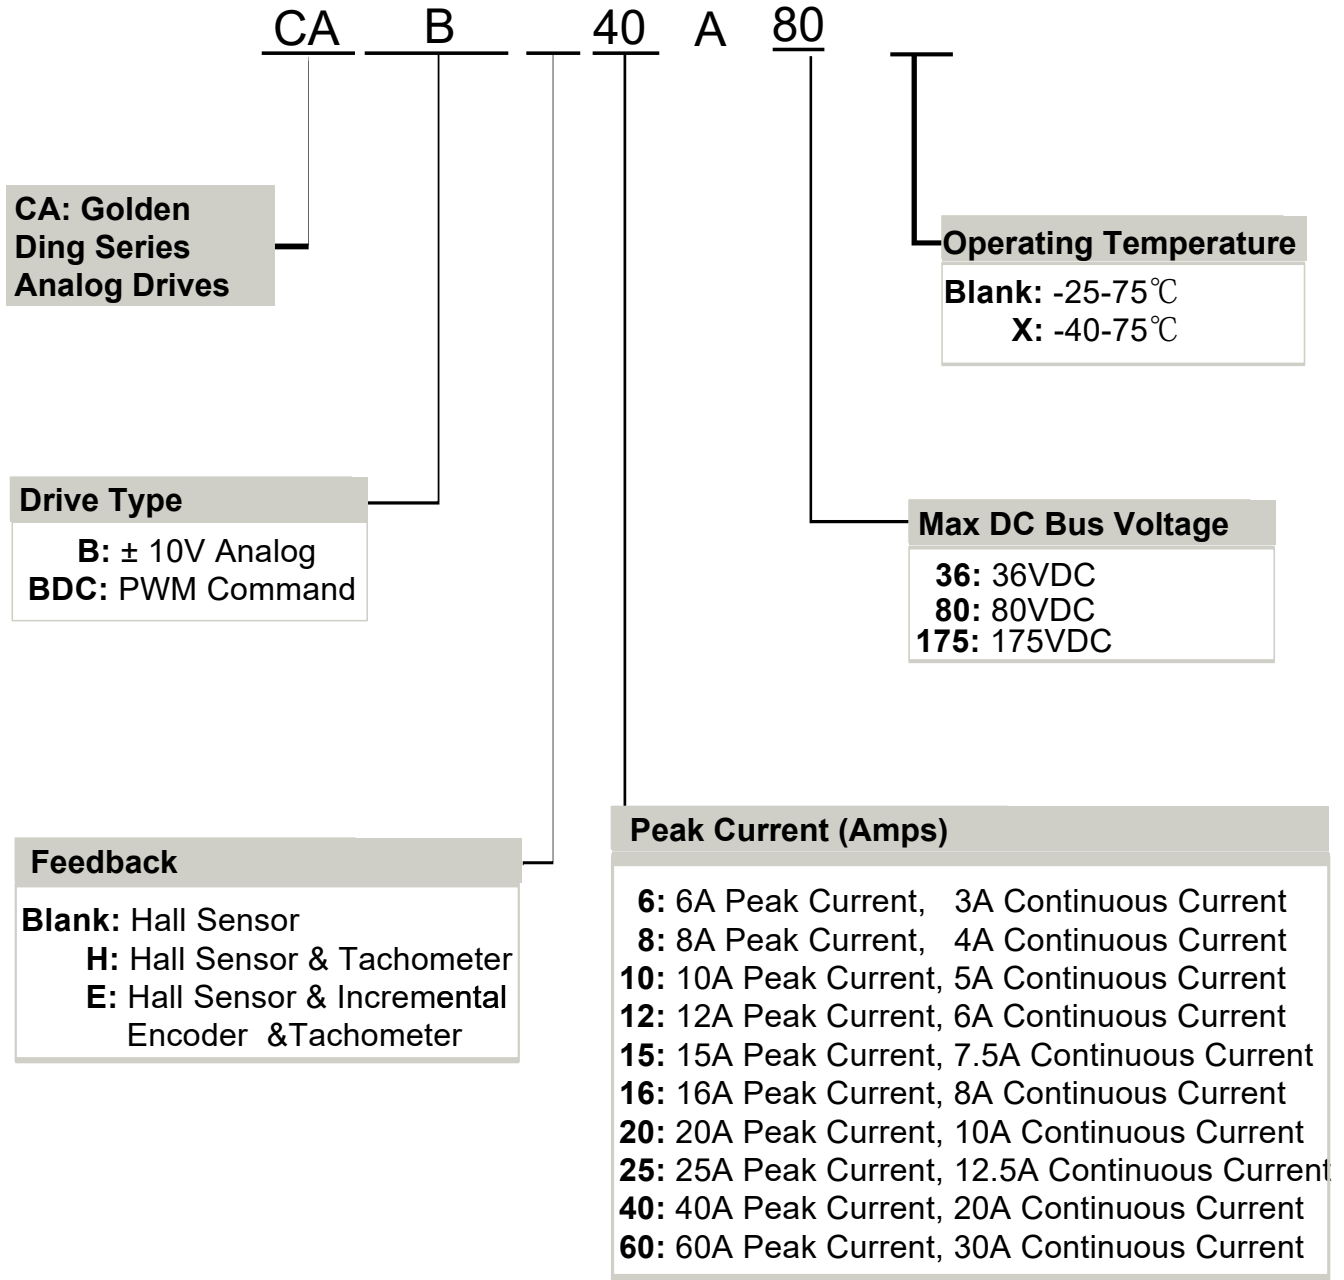 CA B 40 A 80
CA: Golden
Ding Series
Analog Drives
Operating Temperature
Blank: -25-75℃
X: -40-75℃
Drive Type
B: ± 10V Analog
BDC: PWM Command
Max DC Bus Voltage
36: 36VDC
80: 80VDC
175: 175VDC
Feedback
Blank: Hall Sensor
H: Hall Sensor & Tachometer
E: Hall Sensor & Incremental
Encoder &Tachometer
Peak Current (Amps)
6: 6A Peak Current, 3A Continuous Current
8: 8A Peak Current, 4A Continuous Current
10: 10A Peak Current, 5A Continuous Current
12: 12A Peak Current, 6A Continuous Current
15: 15A Peak Current, 7.5A Continuous Current
16: 16A Peak Current, 8A Continuous Current
20: 20A Peak Current, 10A Continuous Current
25: 25A Peak Current, 12.5A Continuous Current
40: 40A Peak Current, 20A Continuous Current
60: 60A Peak Current, 30A Continuous Current